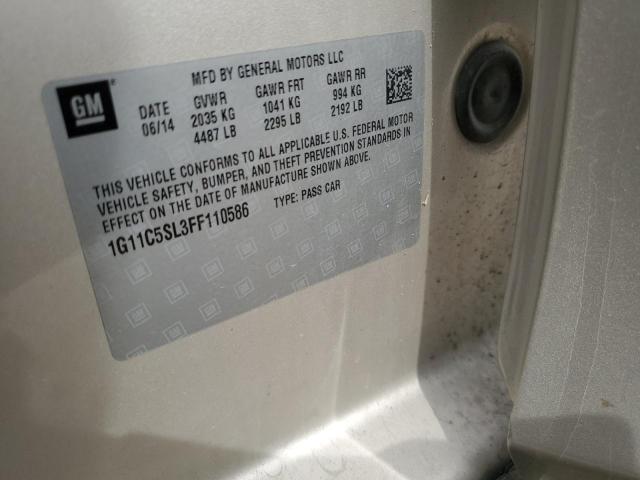 GM
MFD BY GENERAL MOTORS LLC
DATE GVWR GAWR FRT GAWR RR
06/14 2035 KG 1041 KG 994 KG
4487 LB 2295 LB 2192 LB
THIS VEHICLE CONFORMS TO ALL APPLICABLE U.S. FEDERAL MOTOR
VEHICLE SAFETY, BUMPER, AND THEFT PREVENTION STANDARDS IN
EFFECT ON THE DATE OF MANUFACTURE SHOWN ABOVE.
1G11C5SL3FF110586 TYPE: PASS CAR